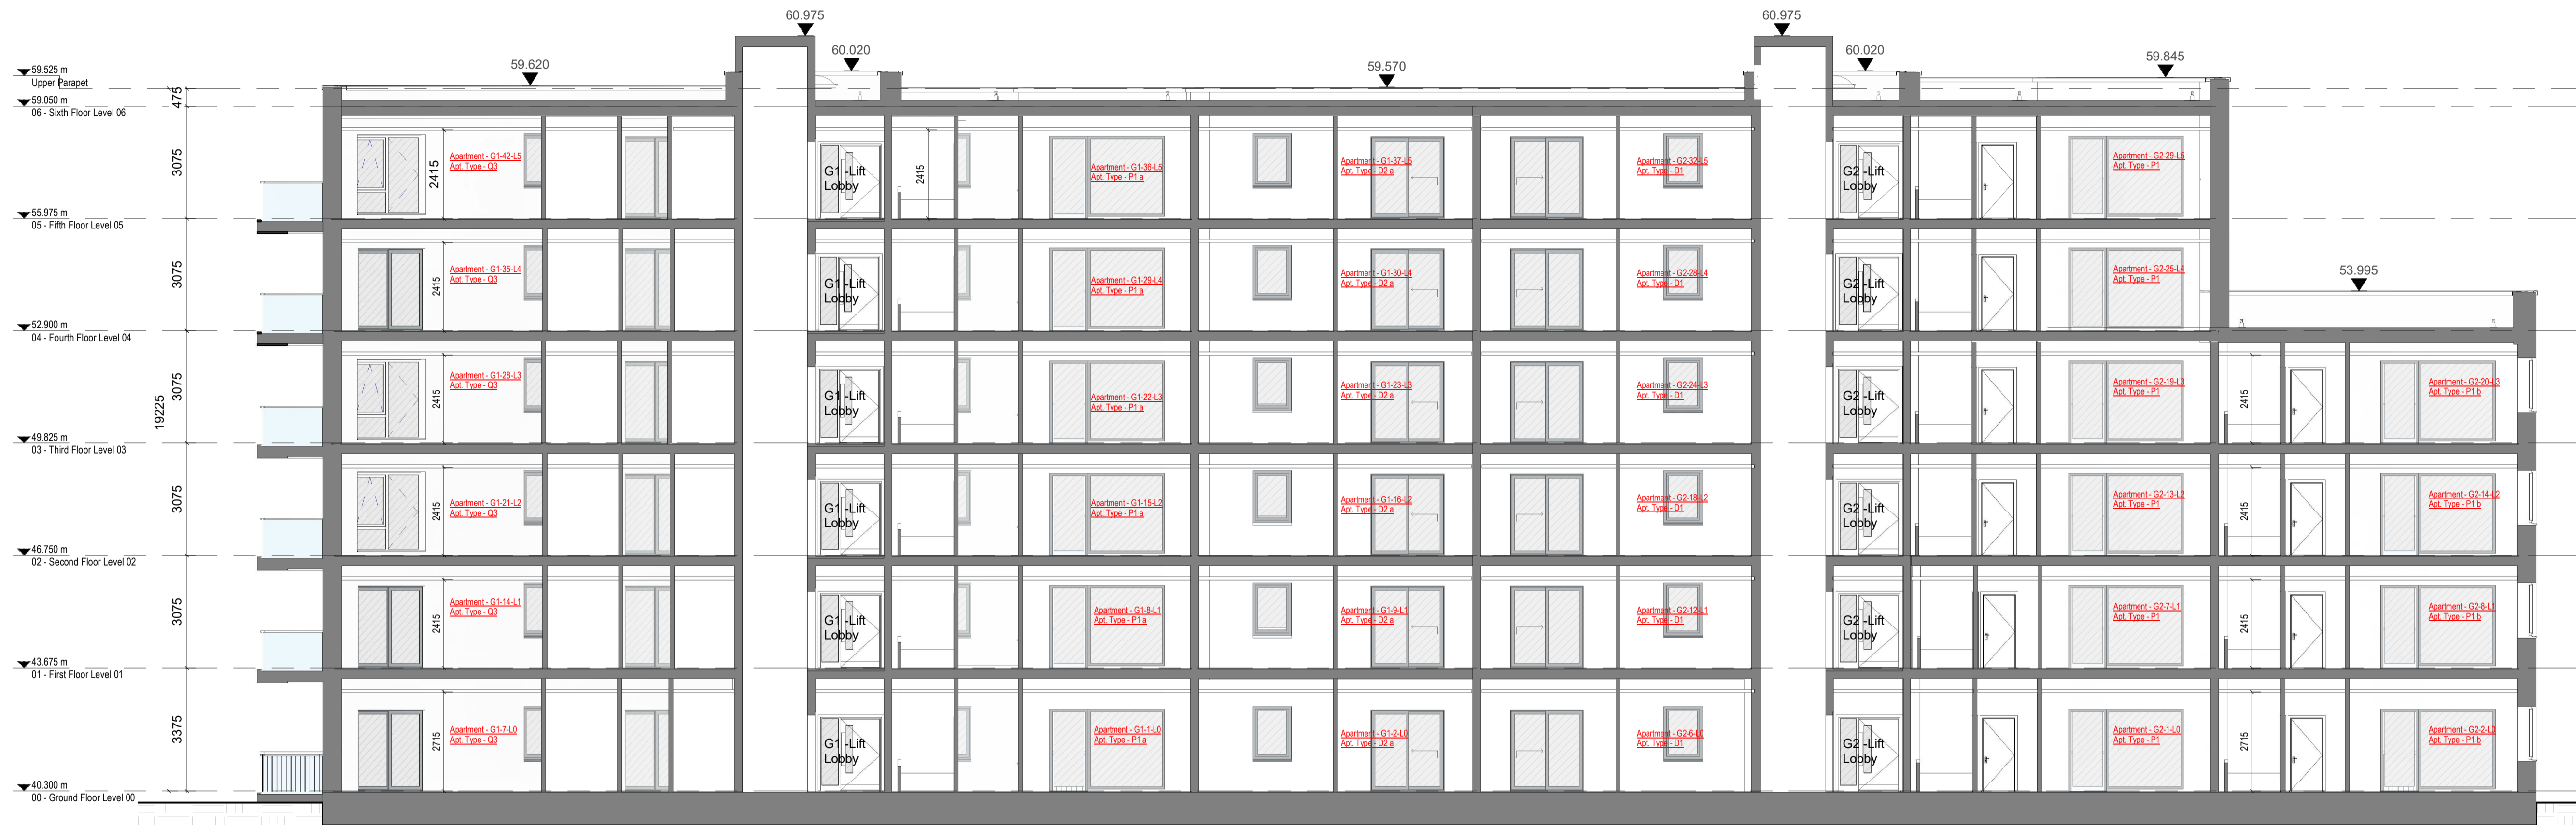 60.975
60.975
60.020
60.020
59.620
59.570
59.845
59.525 m
Upper Parapet
475
59.050 m
06 - Sixth Floor Level 06
3075
2415
Apartment - G1-42-L5
Apt. Type - Q3
G1 -Lift
Lobby
2415
Apartment - G1-36-L5
Apt. Type - P1 a
Apartment - G1-37-L5
Apt. Type - D2 a
Apartment - G2-32-L5
Apt. Type - D1
G2 -Lift
Lobby
Apartment - G2-29-L5
Apt. Type - P1
55.975 m
05 - Fifth Floor Level 05
3075
2415
Apartment - G1-35-L4
Apt. Type - Q3
G1 -Lift
Lobby
Apartment - G1-29-L4
Apt. Type - P1 a
Apartment - G1-30-L4
Apt. Type - D2 a
Apartment - G2-28-L4
Apt. Type - D1
G2 -Lift
Lobby
Apartment - G2-25-L4
Apt. Type - P1
53.995
52.900 m
04 - Fourth Floor Level 04
19225
3075
2415
Apartment - G1-28-L3
Apt. Type - Q3
G1 -Lift
Lobby
Apartment - G1-22-L3
Apt. Type - P1 a
Apartment - G1-23-L3
Apt. Type - D2 a
Apartment - G2-24-L3
Apt. Type - D1
G2 -Lift
Lobby
Apartment - G2-19-L3
Apt. Type - P1
2415
Apartment - G2-20-L3
Apt. Type - P1 b
49.825 m
03 - Third Floor Level 03
3075
2415
Apartment - G1-21-L2
Apt. Type - Q3
G1 -Lift
Lobby
Apartment - G1-15-L2
Apt. Type - P1 a
Apartment - G1-16-L2
Apt. Type - D2 a
Apartment - G2-18-L2
Apt. Type - D1
G2 -Lift
Lobby
Apartment - G2-13-L2
Apt. Type - P1
2415
Apartment - G2-14-L2
Apt. Type - P1 b
46.750 m
02 - Second Floor Level 02
3075
2415
Apartment - G1-14-L1
Apt. Type - Q3
G1 -Lift
Lobby
Apartment - G1-8-L1
Apt. Type - P1 a
Apartment - G1-9-L1
Apt. Type - D2 a
Apartment - G2-12-L1
Apt. Type - D1
G2 -Lift
Lobby
Apartment - G2-7-L1
Apt. Type - P1
2415
Apartment - G2-8-L1
Apt. Type - P1 b
43.675 m
01 - First Floor Level 01
3375
2715
Apartment - G1-7-L0
Apt. Type - Q3
G1 -Lift
Lobby
Apartment - G1-1-L0
Apt. Type - P1 a
Apartment - G1-2-L0
Apt. Type - D2 a
Apartment - G2-6-L0
Apt. Type - D1
G2 -Lift
Lobby
Apartment - G2-1-L0
Apt. Type - P1
2715
Apartment - G2-2-L0
Apt. Type - P1 b
40.300 m
00 - Ground Floor Level 00